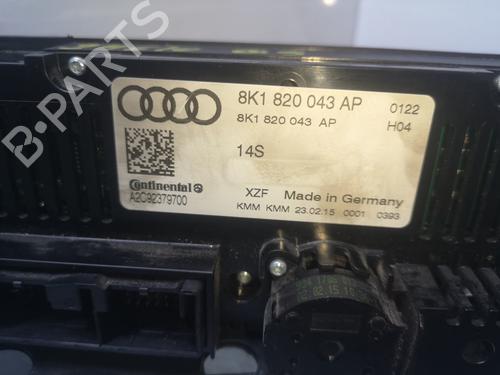 B-PARTS
8K1 820 043 AP 0122
8K1 820 043 AP H04
14S
Continental
A2C92379700
XZF Made in Germany
KMM KMM 23.02.15 0001 0393